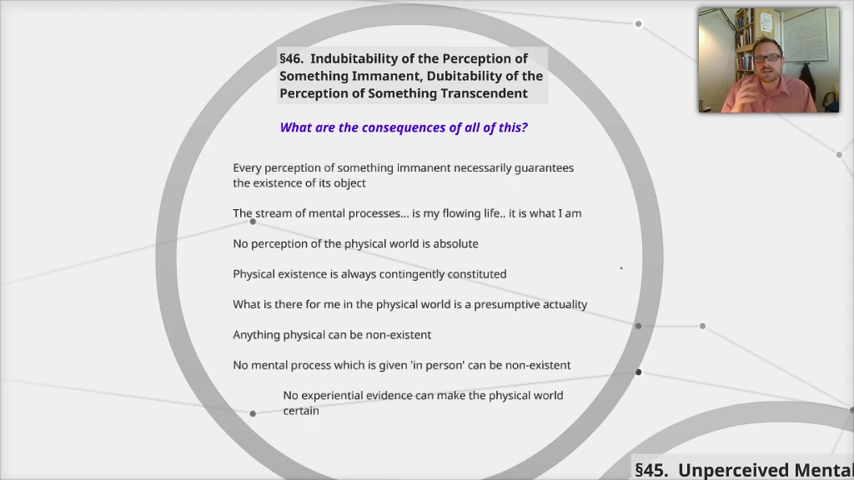 §46. Indubitability of the Perception of
Something Immanent, Dubitability of the
Perception of Something Transcendent
What are the consequences of all of this?
Every perception of something immanent necessarily guarantees
the existence of its object
The stream of mental processes... is my flowing life.. it is what I am
No perception of the physical world is absolute
Physical existence is always contingently constituted
What is there for me in the physical world is a presumptive actuality
Anything physical can be non-existent
No mental process which is given 'in person' can be non-existent
No experiential evidence can make the physical world
certain
§45. Unperceived Mental